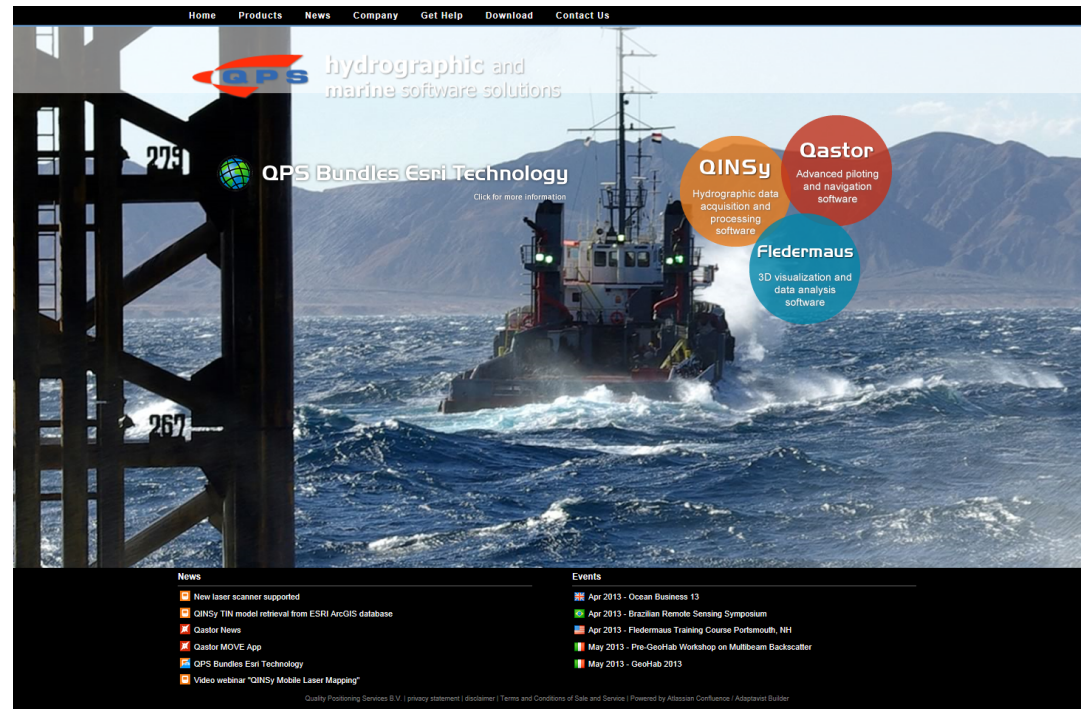 Home Products News Company Get Help Download Contact Us
QPS
hydrographic and
marine software solutions
279
QPS Bundles Esri Technology
Click for more information
QINSy
Hydrographic data
acquisition and
processing
software
Qastor
Advanced piloting
and navigation
software
Fledermaus
3D visualization and
data analysis
software
267
News
New laser scanner supported
QINSy TIN model retrieval from ESRI ArcGIS database
Qastor News
Qastor MOVE App
QPS Bundles Esri Technology
Video webinar "QINSy Mobile Laser Mapping"
Events
Apr 2013 - Ocean Business 13
Apr 2013 - Brazilian Remote Sensing Symposium
Apr 2013 - Fledermaus Training Course Portsmouth, NH
May 2013 - Pre-GeoHab Workshop on Multibeam Backscatter
May 2013 - GeoHab 2013
Quality Positioning Services B.V. | privacy statement | disclaimer | Terms and Conditions of Sale and Service | Powered by Atlassian Confluence / Adaptavist Builder